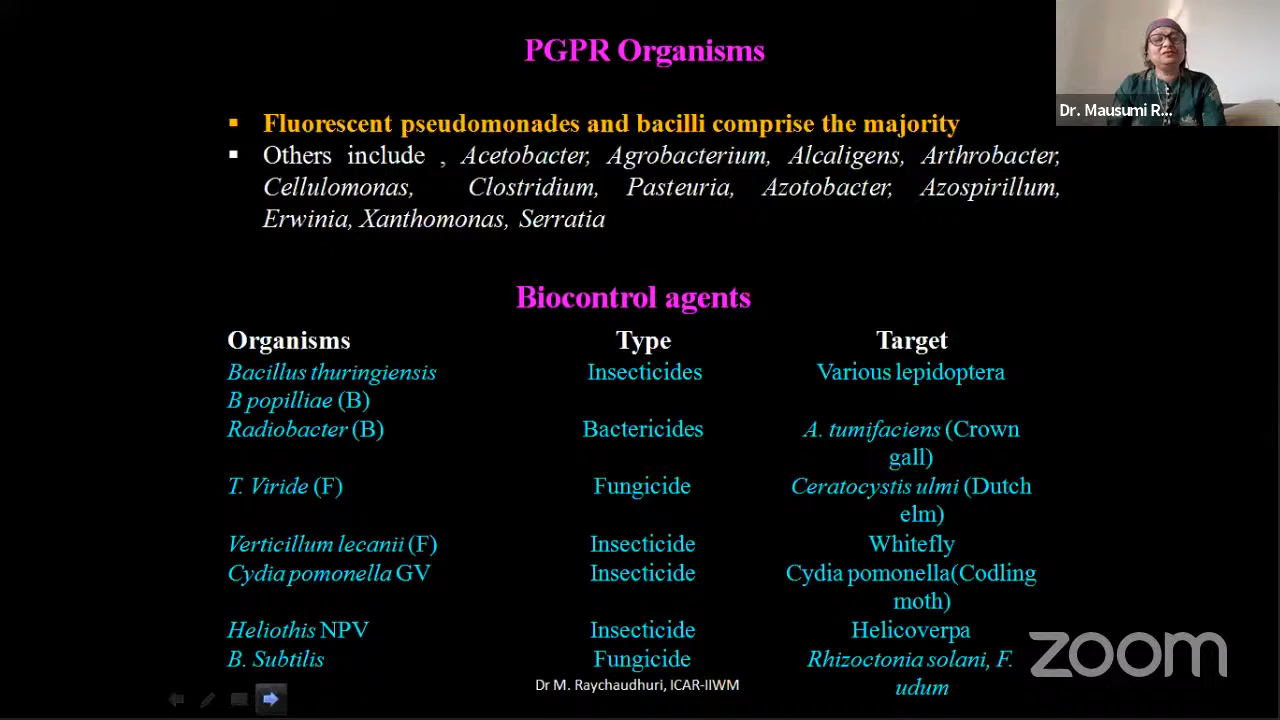 PGPR Organisms
Dr. Mausumi R...
▪ Fluorescent pseudomonades and bacilli comprise the majority
▪ Others include , Acetobacter, Agrobacterium, Alcaligens, Arthrobacter,
Cellulomonas, Clostridium, Pasteuria, Azotobacter, Azospirillum,
Erwinia, Xanthomonas, Serratia
Biocontrol agents
Organisms Type Target
Bacillus thuringiensis Insecticides Various lepidoptera
B popilliae (B)
Radiobacter (B) Bactericides A. tumifaciens (Crown
gall)
T. Viride (F) Fungicide Ceratocystis ulmi (Dutch
elm)
Verticillum lecanii (F) Insecticide Whitefly
Cydia pomonella GV Insecticide Cydia pomonella(Codling
moth)
Heliothis NPV Insecticide Helicoverpa
B. Subtilis Fungicide Rhizoctonia solani, F.
udum
Dr M. Raychaudhuri, ICAR-IIWM
zoom